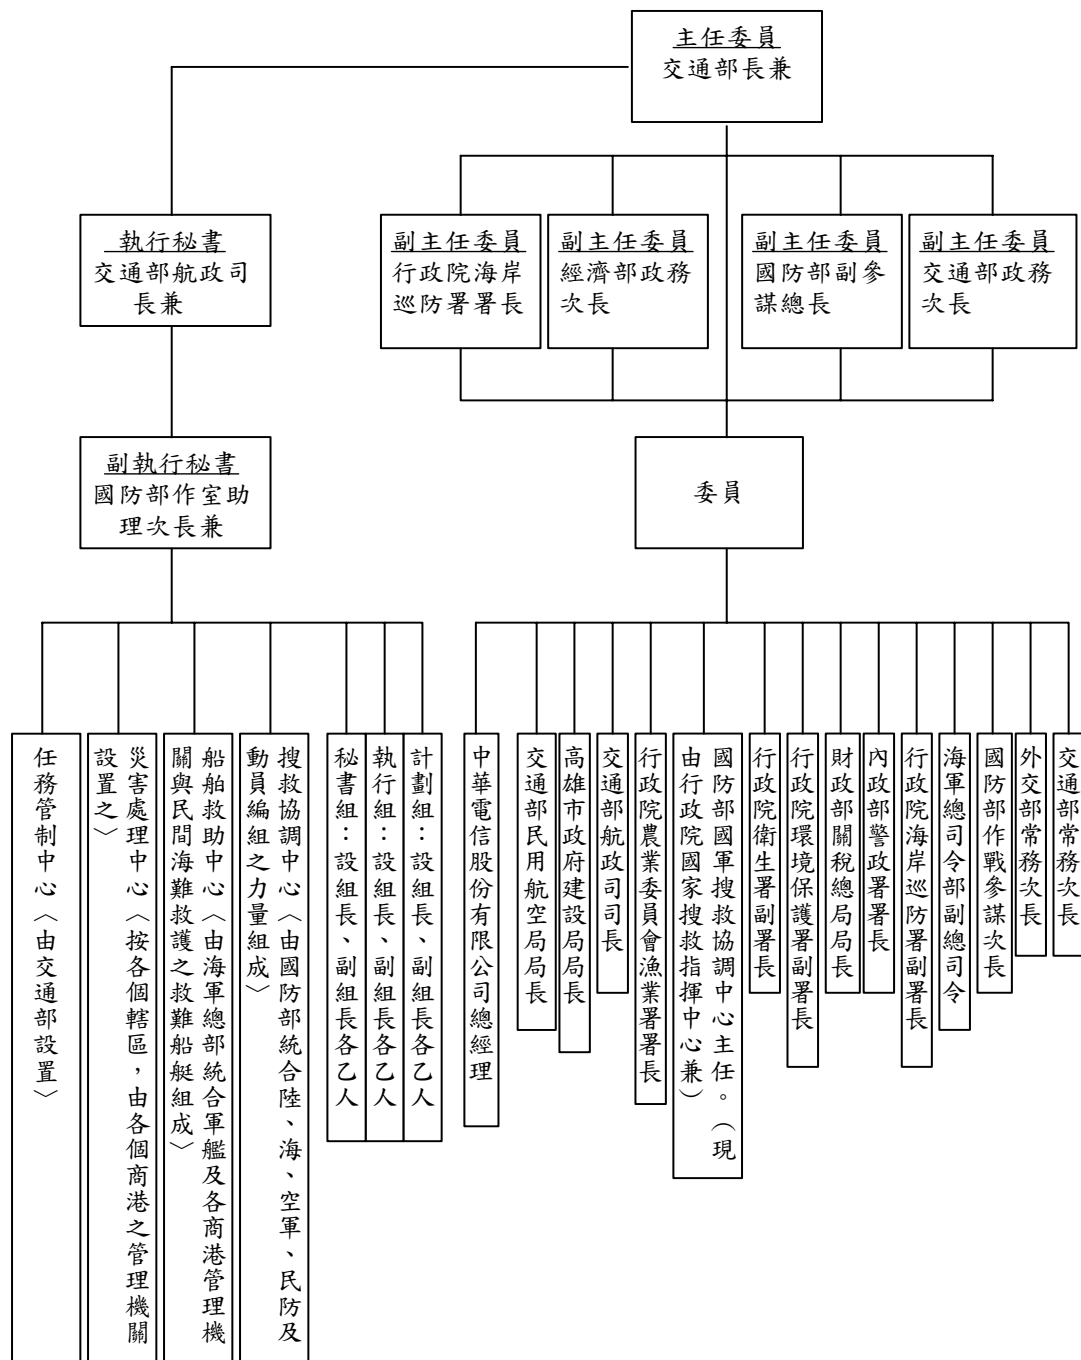 主任委員
交通部長兼
執行秘書
交通部航政司
長兼
副主任委員
行政院海岸
巡防署署長
副主任委員
經濟部政務
次長
副主任委員
國防部副參
謀總長
副主任委員
交通部政務
次長
副執行秘書
國防部作室助
理次長兼
委員
交通部常務次長
外交部常務次長
國防部作戰參謀次長
海軍總司令部副總司令
行政院海岸巡防署副署長
內政部警政署署長
財政部關稅總局局長
行政院環境保護署副署長
行政院衛生署副署長
國防部國軍搜救協調中心主任。（現
由行政院國家搜救指揮中心兼）
行政院農業委員會漁業署署長
交通部航政司司長
高雄市政府建設局局長
交通部民用航空局局長
中華電信股份有限公司總經理
計劃組：設組長、副組長各乙人
執行組：設組長、副組長各乙人
秘書組：設組長、副組長各乙人
搜救協調中心〈由國防部統合陸、海、空軍、民防及
動員編組之力量組成〉
船舶救助中心〈由海軍總部統合軍艦及各商港管理機
關與民間海難救護之救難船艇組成〉
災害處理中心〈按各個轄區，由各個商港之管理機關
設置之〉
任務管制中心〈由交通部設置〉